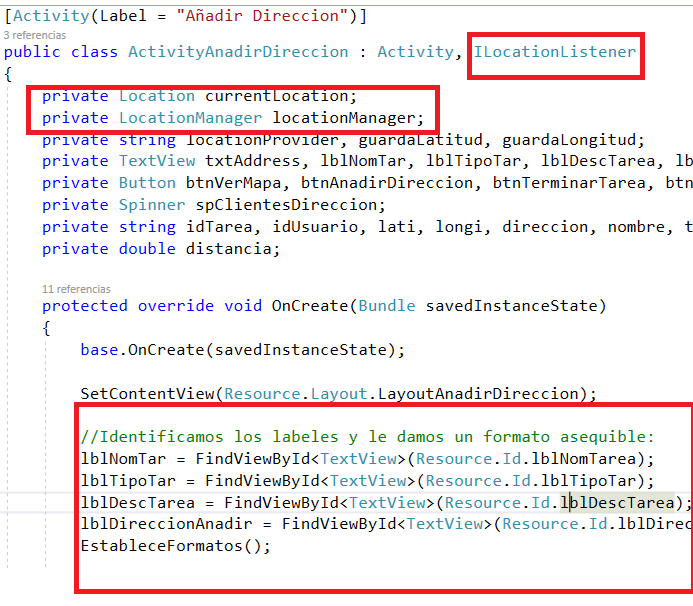 [Activity(Label = "Añadir Direccion")]
3 referencias
public class ActivityAnadirDireccion : Activity, ILocationListener
{
private Location currentLocation;
private LocationManager locationManager;
private string locationProvider, guardaLatitud, guardaLongitud;
private TextView txtAddress, lblNomTar, lblTipoTar, lblDescTarea, lb
private Button btnVerMapa, btnAnadirDireccion, btnTerminarTarea, btn
private Spinner spClientesDireccion;
private string idTarea, idUsuario, lati, longi, direccion, nombre, t
private double distancia;
11 referencias
protected override void OnCreate(Bundle savedInstanceState)
{
base.OnCreate(savedInstanceState);
SetContentView(Resource.Layout.LayoutAnadirDireccion);
//Identificamos los labeles y le damos un formato asequible:
lblNomTar = FindViewById<TextView>(Resource.Id.lblNomTarea);
lblTipoTar = FindViewById<TextView>(Resource.Id.lblTipoTar);
lblDescTarea = FindViewById<TextView>(Resource.Id.lblDescTarea);
lblDireccionAnadir = FindViewById<TextView>(Resource.Id.lblDirec
EstableceFormatos();